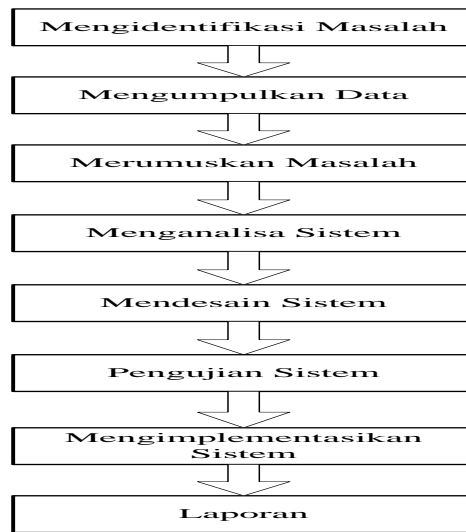 Mengidentifikasi Masalah
Mengumpulkan Data
Merumuskan Masalah
Menganalisa Sistem
Mendesain Sistem
Pengujian Sistem
Mengimplementasikan
Sistem
Laporan